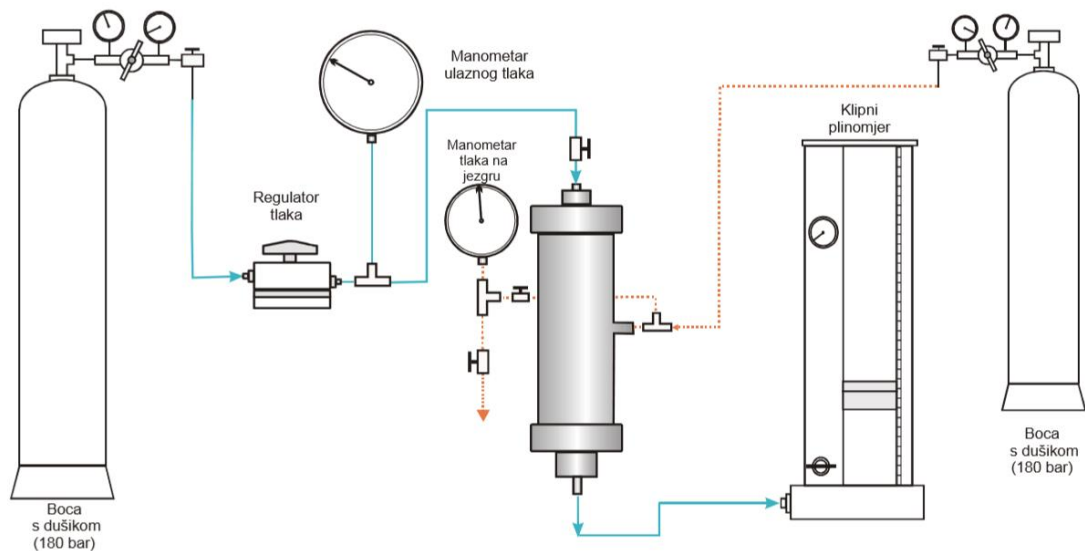 Manometar
ulaznog tlaka
Klipni
plinomjer
Manometar
tlaka na
jezgru
Regulator
tlaka
Boca
s dušikom
(180 bar)
Boca
s dušikom
(180 bar)